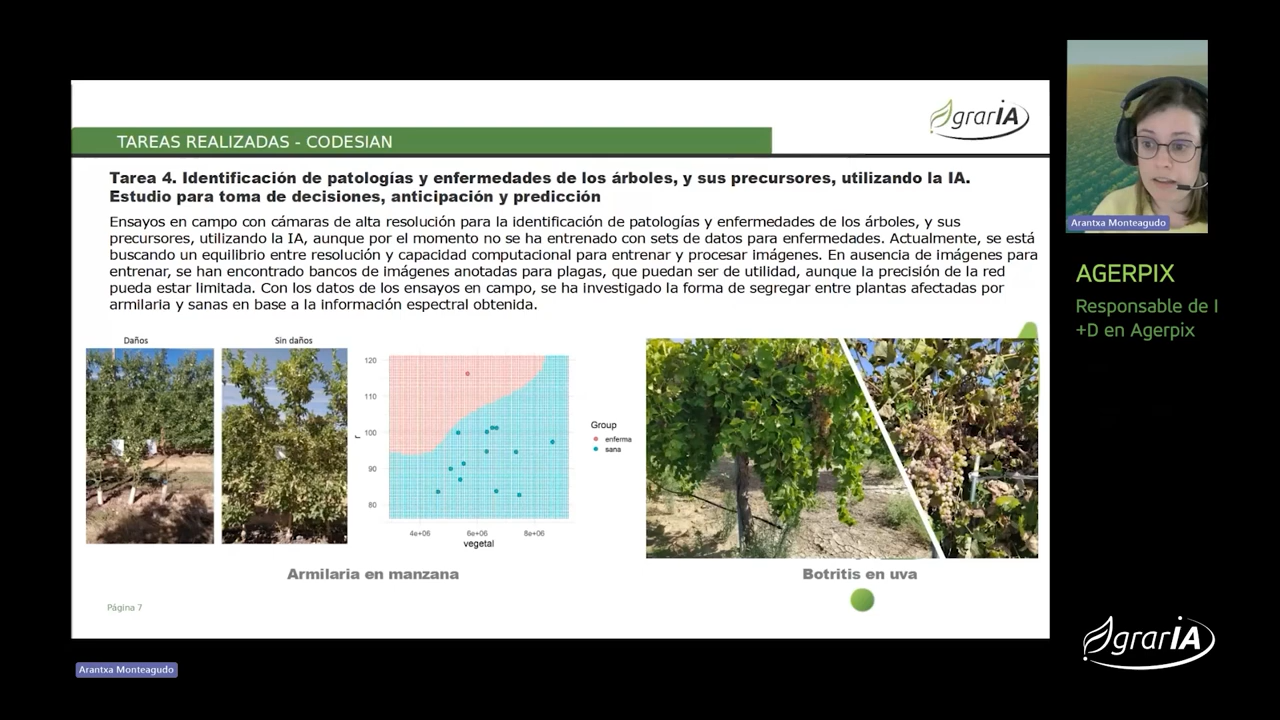 TAREAS REALIZADAS - CODESIAN
AgrarIA
Tarea 4. Identificación de patologías y enfermedades de los árboles, y sus precursores, utilizando la IA.
Estudio para toma de decisiones, anticipación y predicción
Ensayos en campo con cámaras de alta resolución para la identificación de patologías y enfermedades de los árboles, y sus
precursores, utilizando la IA, aunque por el momento no se ha entrenado con sets de datos para enfermedades. Actualmente, se está
buscando un equilibrio entre resolución y capacidad computacional para entrenar y procesar imágenes. En ausencia de imágenes para
entrenar, se han encontrado bancos de imágenes anotadas para plagas, que puedan ser de utilidad, aunque la precisión de la red
pueda estar limitada. Con los datos de los ensayos en campo, se ha investigado la forma de segregar entre plantas afectadas por
armilaria y sanas en base a la información espectral obtenida.
Daños
Sin daños
120
110
100
90
80
r
4e+06 6e+06 8e+06
vegetal
Group
enferma
sana
Armilaria en manzana
Botritis en uva
Página 7
Arantxa Monteagudo
Arantxa Monteagudo
AGERPIX
Responsable de I
+D en Agerpix
AgrarIA